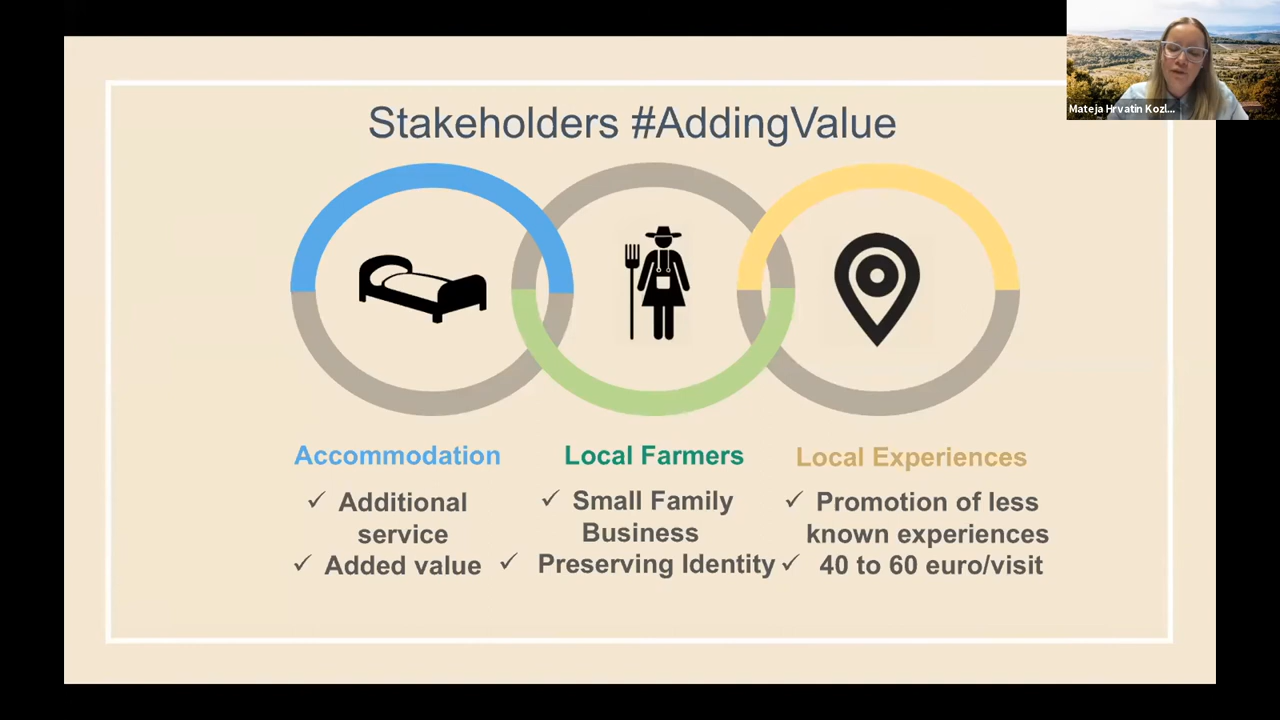 Mateja Hrvatin Kozl...
Stakeholders #AddingValue
Accommodation
✓ Additional
service
✓ Added value
Local Farmers
✓ Small Family
Business
✓ Preserving Identity
Local Experiences
✓ Promotion of less
known experiences
✓ 40 to 60 euro/visit